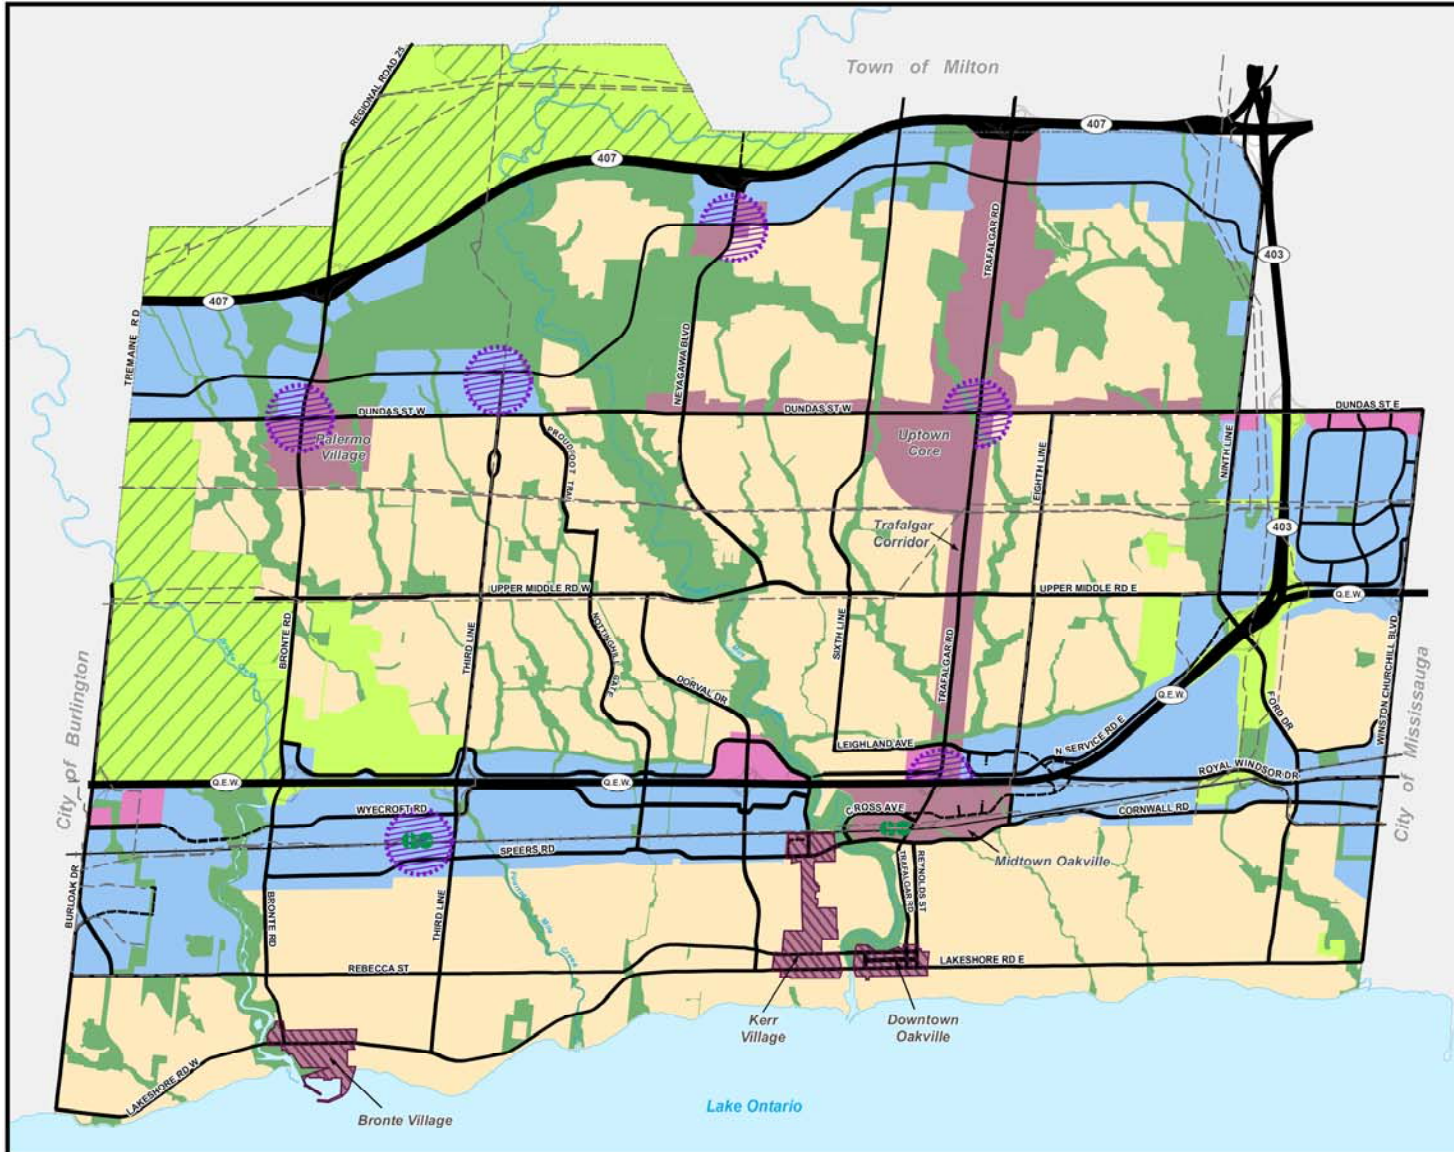 Town of Milton
REGIONAL ROAD 25
407
407
407
403
TRAFALGAR RD
TREMAINE RD
NEYAGAWA BLVD
DUNDAS ST W
DUNDAS ST W
DUNDAS ST E
Palermo
Village
PROUDFOOT TRAIL
Uptown
Core
EIGHTH LINE
NINTH LINE
403
Trafalgar
Corridor
UPPER MIDDLE RD W
UPPER MIDDLE RD E
Q.E.W.
BRONTE RD
THIRD LINE
NOTTINGHILL GATE
SIXTH LINE
TRAFALGAR RD
WINSTON CHURCHILL BLVD
City of Burlington
City of Mississauga
DORVAL DR
Q.E.W.
FORD DR
LEIGHLAND AVE
N SERVICE RD E
Q.E.W.
Q.E.W.
ROYAL WINDSOR DR
WYECROFT RD
CROSS AVE
CORNWALL RD
SPEERS RD
Midtown Oakville
BURLOAK DR
BRONTE RD
THIRD LINE
TRAFALGAR RD
REYNOLDS ST
REBECCA ST
LAKESHORE RD E
Kerr
Village
Downtown
Oakville
LAKESHORE RD W
Bronte Village
Lake Ontario